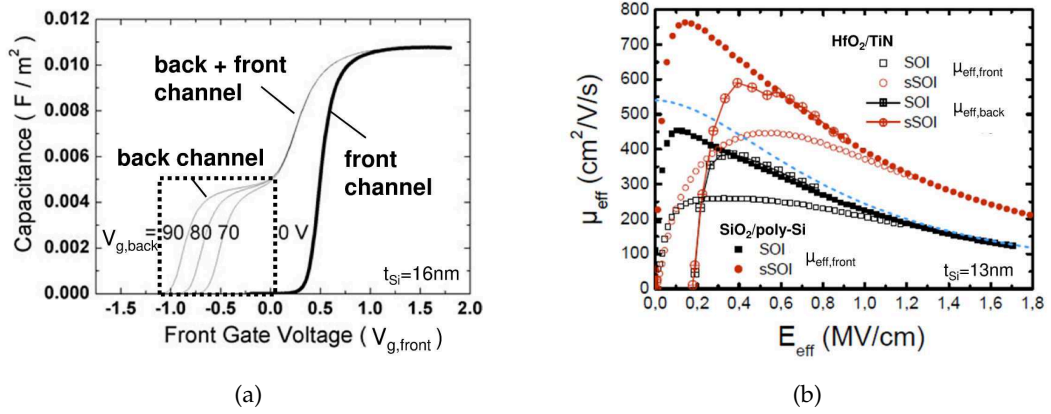 0.012
0.010
0.008
0.006
0.004
0.002
0.000
Capacitance ( F / m² )
back + front
channel
back channel
front
channel
V_g,back = 90 80 70 0 V
t_Si=16nm
-1.5 -1.0 -0.5 0.0 0.5 1.0 1.5 2.0
Front Gate Voltage ( V_g,front )
(a)
800
700
600
500
400
300
200
100
0
μ_eff (cm²/V/s)
HfO₂/TiN
SOI
sSOI
μ_eff,front
SOI
sSOI
μ_eff,back
SiO₂/poly-Si
SOI
sSOI
μ_eff,front
t_Si=13nm
0,0 0,2 0,4 0,6 0,8 1,0 1,2 1,4 1,6 1,8
E_eff (MV/cm)
(b)